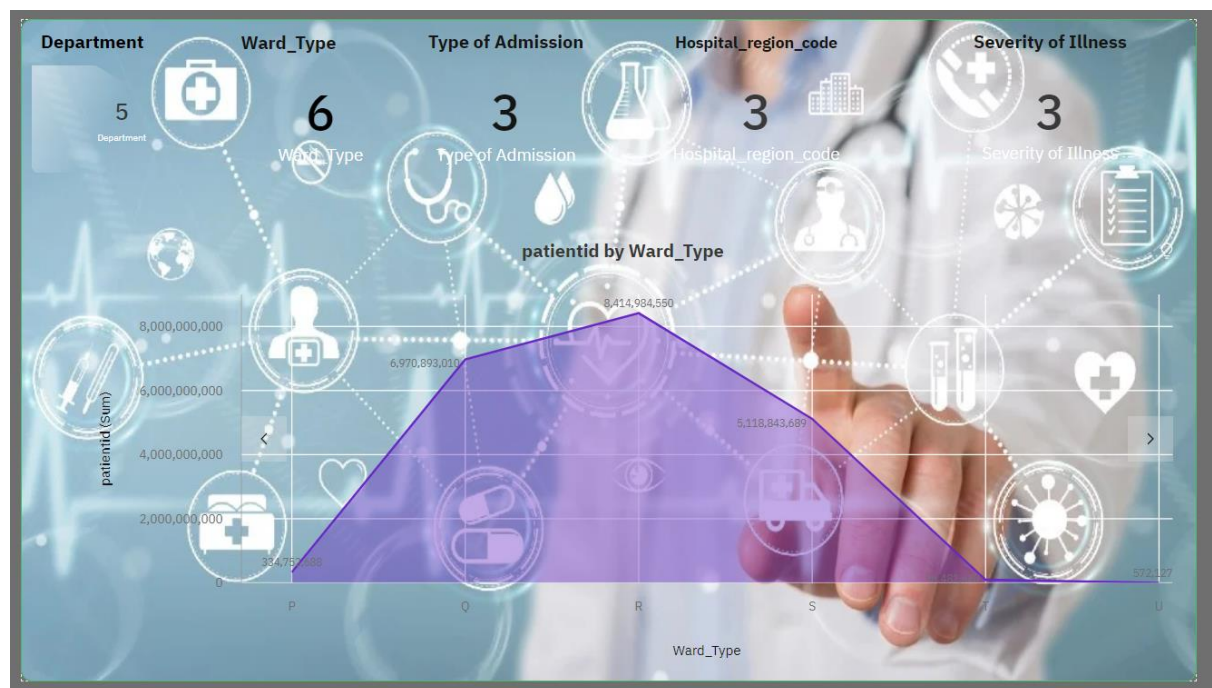 Department
Ward_Type
Type of Admission
Hospital_region_code
Severity of Illness
5
Department
6
Ward_Type
3
Type of Admission
3
Hospital_region_code
3
Severity of Illness
patientid by Ward_Type
patientid (Sum)
8,000,000,000
6,000,000,000
4,000,000,000
2,000,000,000
0
6,970,893,010
8,414,984,550
5,118,843,689
572,127
P
Q
R
S
T
U
Ward_Type